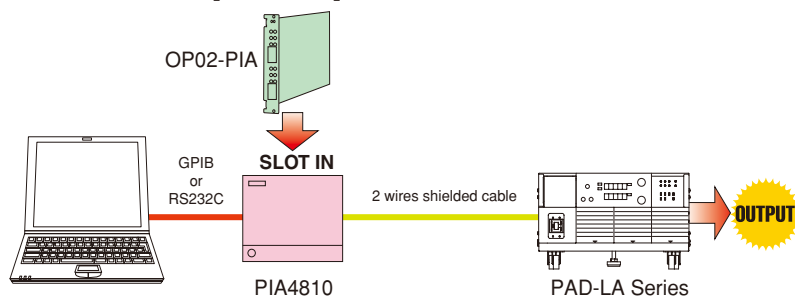 OP02-PIA
SLOT IN
GPIB
or
RS232C
2 wires shielded cable
OUTPUT
PIA4810
PAD-LA Series